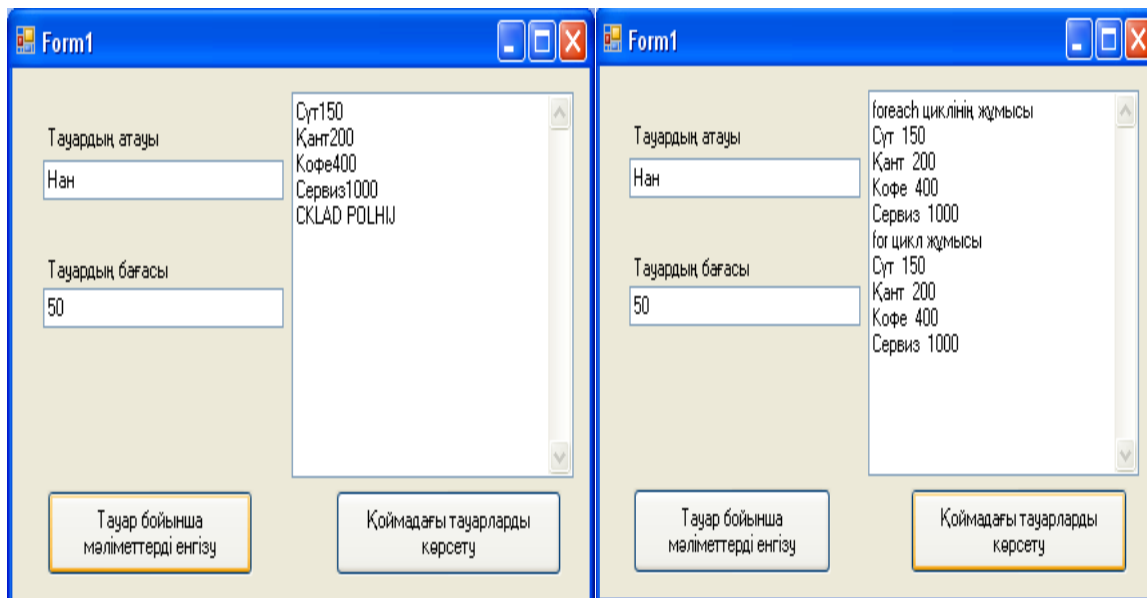 Form1
Тауардың атауы
Нан
Тауардың бағасы
50
Сүт150
Қант200
Кофе400
Сервиз1000
CKLAD POLHIJ
Тауар бойынша
мәліметтерді енгізу
Қоймадағы тауарларды
көрсету
Form1
Тауардың атауы
Нан
Тауардың бағасы
50
foreach циклінің жұмысы
Сүт 150
Қант 200
Кофе 400
Сервиз 1000
for цикл жұмысы
Сүт 150
Қант 200
Кофе 400
Сервиз 1000
Тауар бойынша
мәліметтерді енгізу
Қоймадағы тауарларды
көрсету